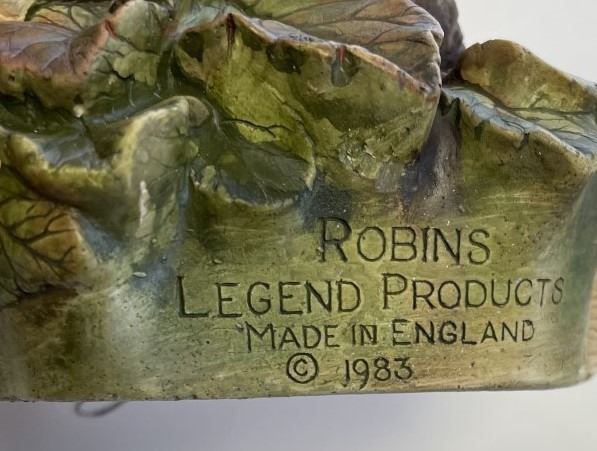 ROBINS
LEGEND PRODUCTS
MADE IN ENGLAND
© 1983